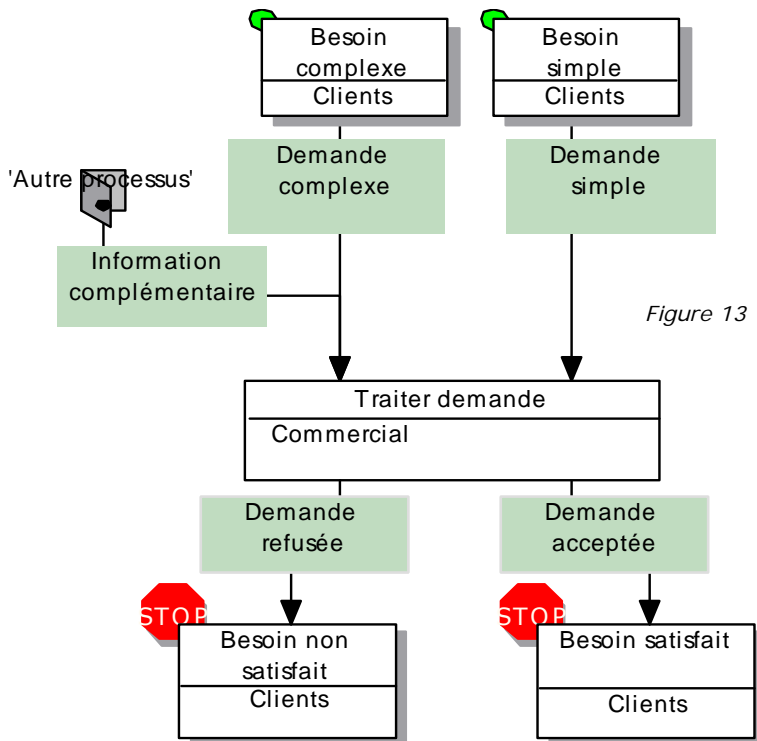 Besoin
complexe
Clients
Besoin
simple
Clients
Demande
complexe
Demande
simple
'Autre processus'
Information
complémentaire
Figure 13
Traiter demande
Commercial
Demande
refusée
Demande
acceptée
STOP
Besoin non
satisfait
Clients
STOP
Besoin satisfait
Clients